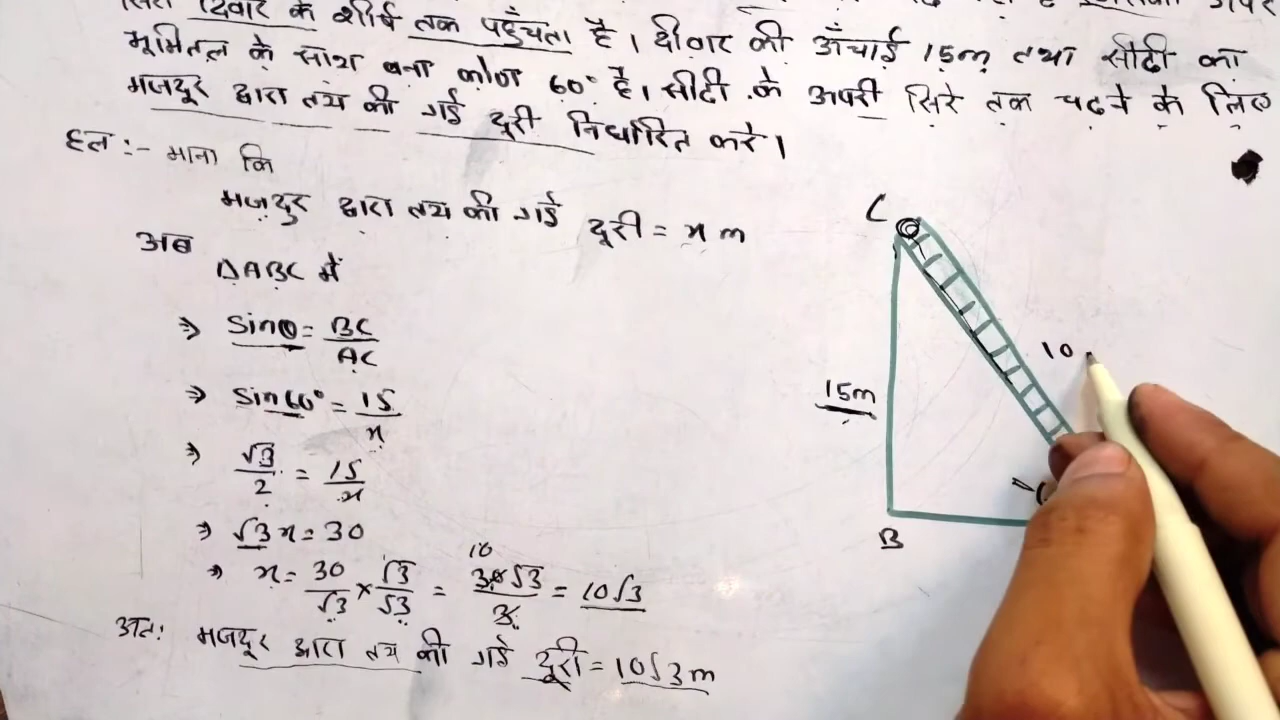 दिवार के शीर्ष तक पहुँचता है।
भूमितल के साथ बना कोण 60° है। दीवार की ऊँचाई 15m तथा सीढी का
मजदूर द्वारा तय की गई दूरी निर्धारित करे। सीढी के ऊपरी सिरे तक चढ़ने के लिए
हल :- माना कि
मजदूर द्वारा तय की गई दूरी = x m
अब
ΔABC में
⇒ Sinθ = BC/AC
⇒ Sin60° = 15/x
⇒ √3/2 = 15/x
⇒ √3x = 30
⇒ x = 30/√3 × √3/√3 = 30√3/3 = 10√3
10
अतः मजदूर द्वारा तय की गई दूरी = 10√3 m
C
10
15m
B